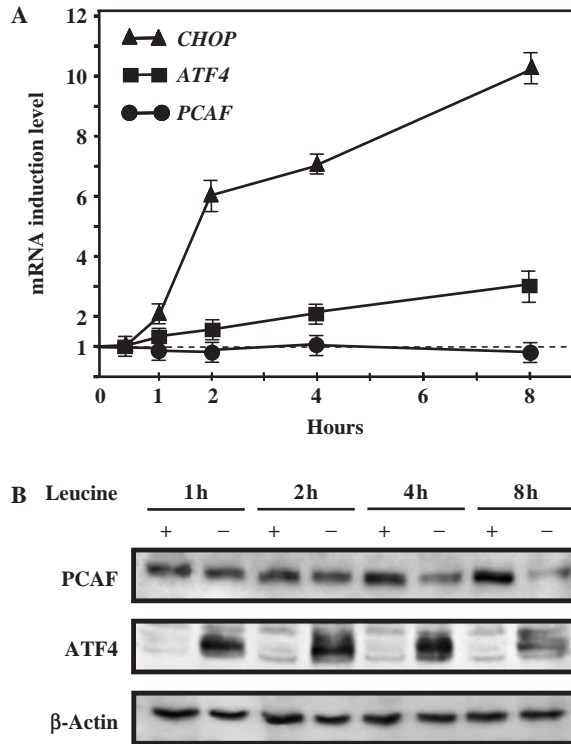 A
12
10
8
6
4
2
1
mRNA induction level
CHOP
ATF4
PCAF
0 1 2 4 6 8
Hours
B Leucine 1h 2h 4h 8h
+ − + − + − + −
PCAF
ATF4
β-Actin